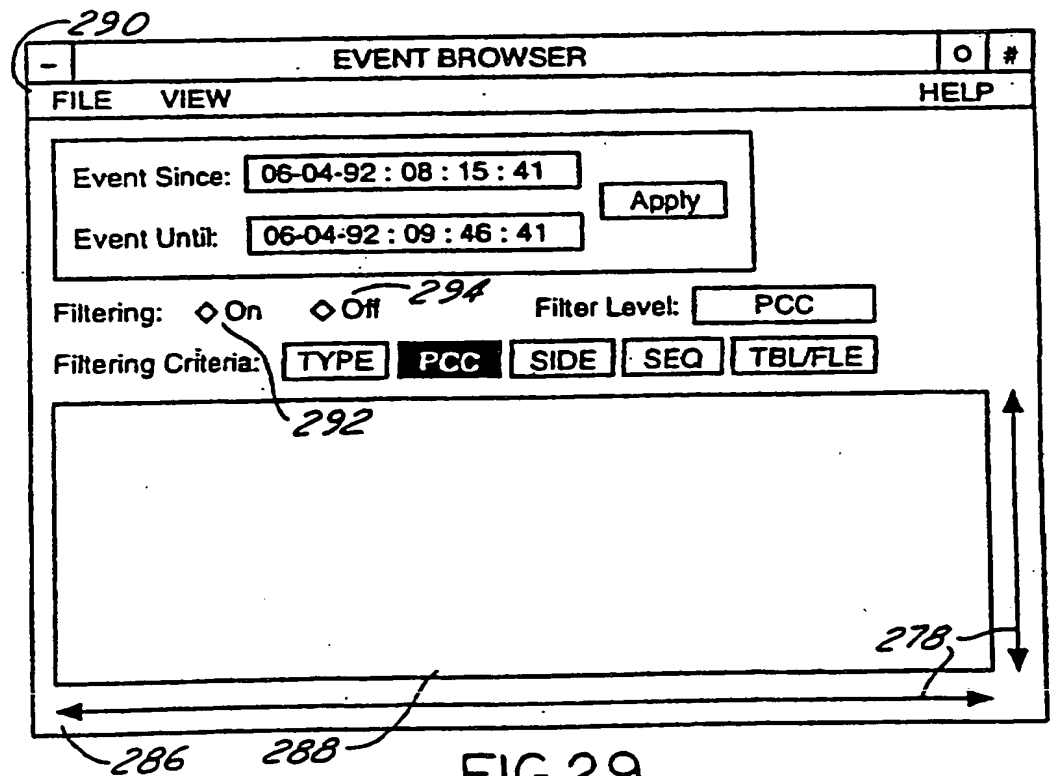 290
- EVENT BROWSER O #
FILE VIEW HELP
Event Since: 06-04-92 : 08 : 15 : 41
Apply
Event Until: 06-04-92 : 09 : 46 : 41
Filtering: On Off 294 Filter Level: PCC
Filtering Criteria: TYPE PCC SIDE SEQ TBL/FLE
292
278
286 288
FIG. 29